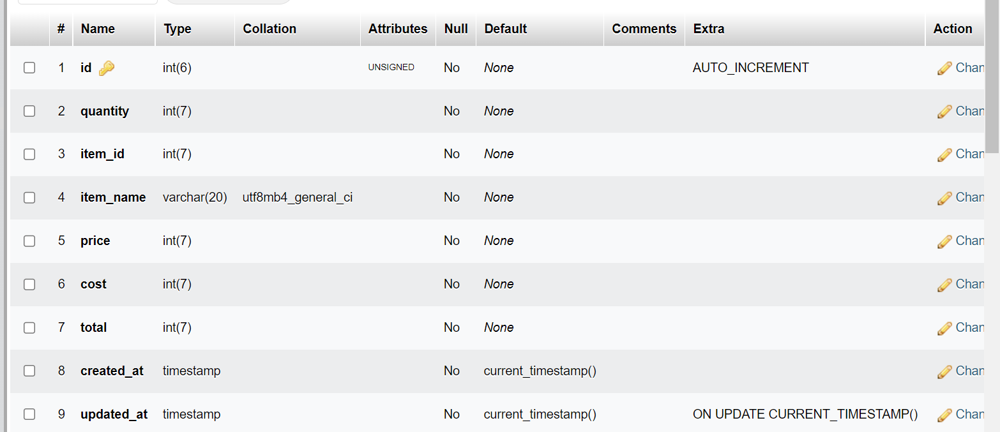 # Name Type Collation Attributes Null Default Comments Extra Action
1 id int(6) UNSIGNED No None AUTO_INCREMENT Chan
2 quantity int(7) No None Chan
3 item_id int(7) No None Chan
4 item_name varchar(20) utf8mb4_general_ci No None Chan
5 price int(7) No None Chan
6 cost int(7) No None Chan
7 total int(7) No None Chan
8 created_at timestamp No current_timestamp() Chan
9 updated_at timestamp No current_timestamp() ON UPDATE CURRENT_TIMESTAMP() Chan